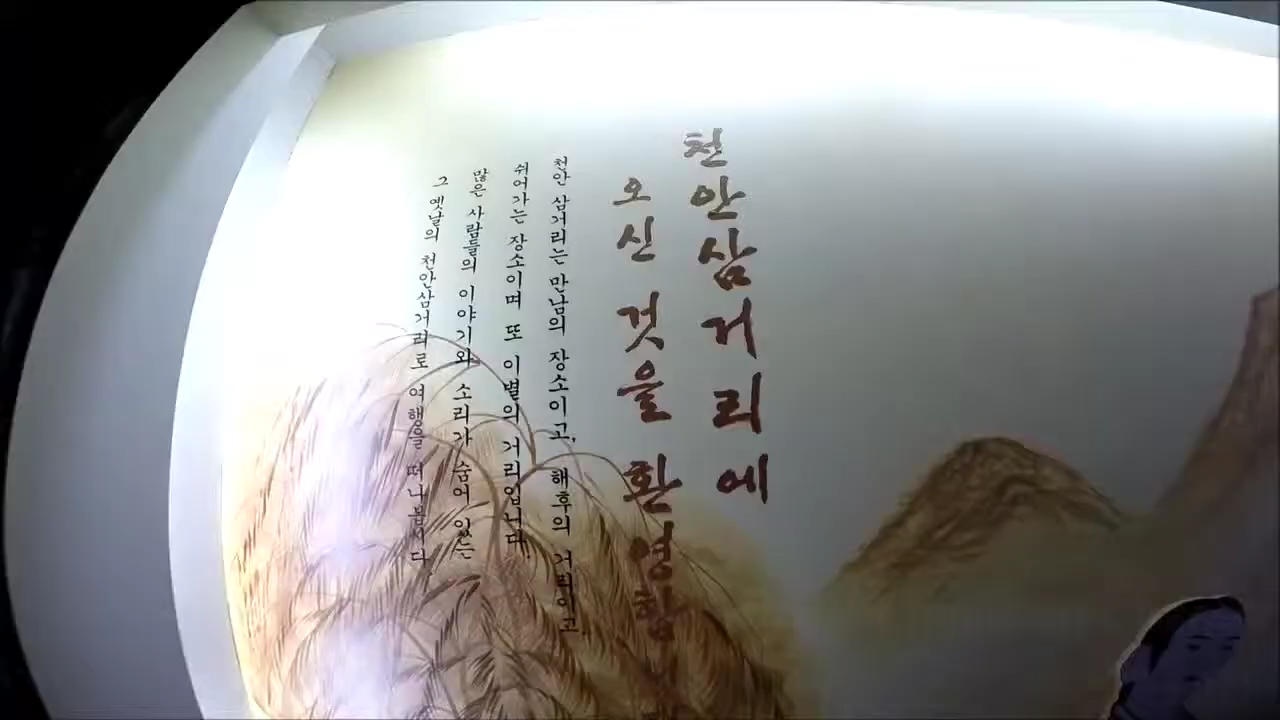 천안삼거리에
오신 것을 환영합
천안 삼거리는 만남의 장소이고, 해후의 거리이고,
쉬어가는 장소이며 또 이별의 거리입니다.
많은 사람들의 이야기와 소리가 숨어 있는
그 옛날의 천안삼거리로 여행을 떠나봅시다.